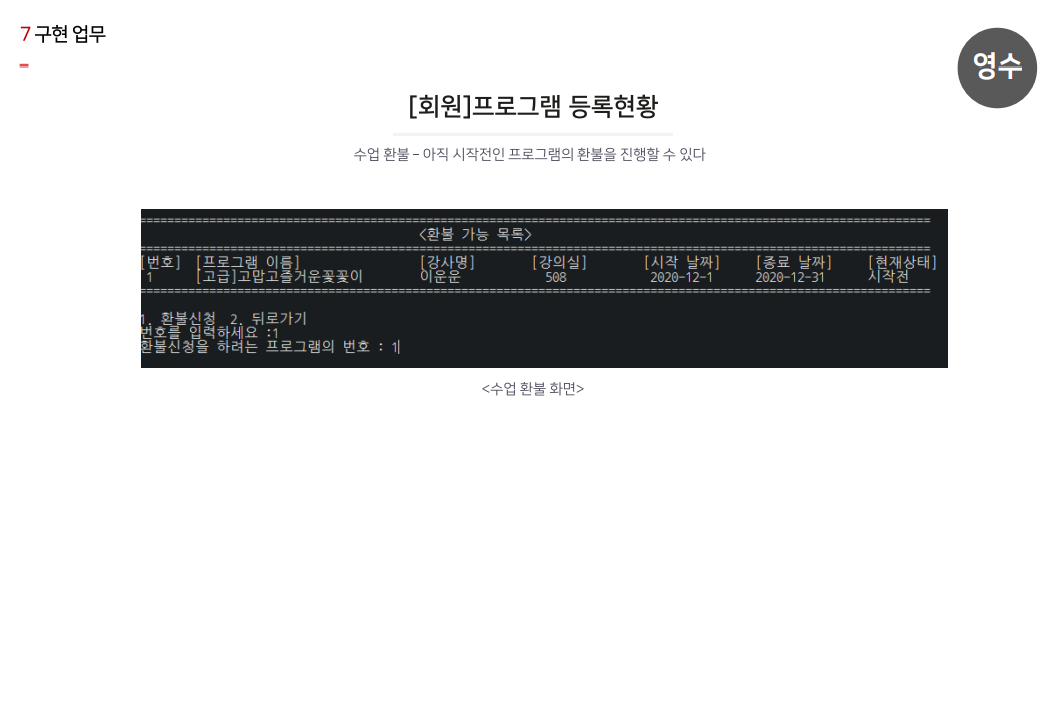 7 구현 업무
영수
[회원]프로그램 등록현황
수업 환불 – 아직 시작전인 프로그램의 환불을 진행할 수 있다
<환불 가능 목록>
[번호] [프로그램 이름] [강사명] [강의실] [시작 날짜] [종료 날짜] [현재상태]
1 [고급]고맙고즐거운꽃꽂이 이운운 508 2020-12-1 2020-12-31 시작전
1. 환불신청 2. 뒤로가기
번호를 입력하세요 :1
환불신청을 하려는 프로그램의 번호 : 1
<수업 환불 화면>